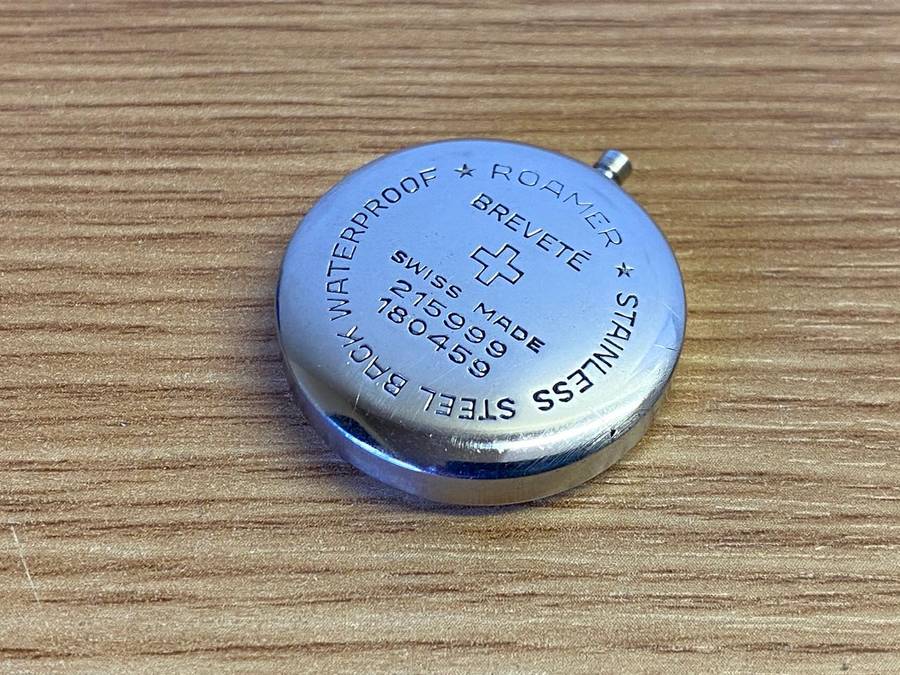 ★ ROAMER ★ STAINLESS STEEL BACK WATERPROOF
BREVETÉ
SWISS MADE
215999
180459